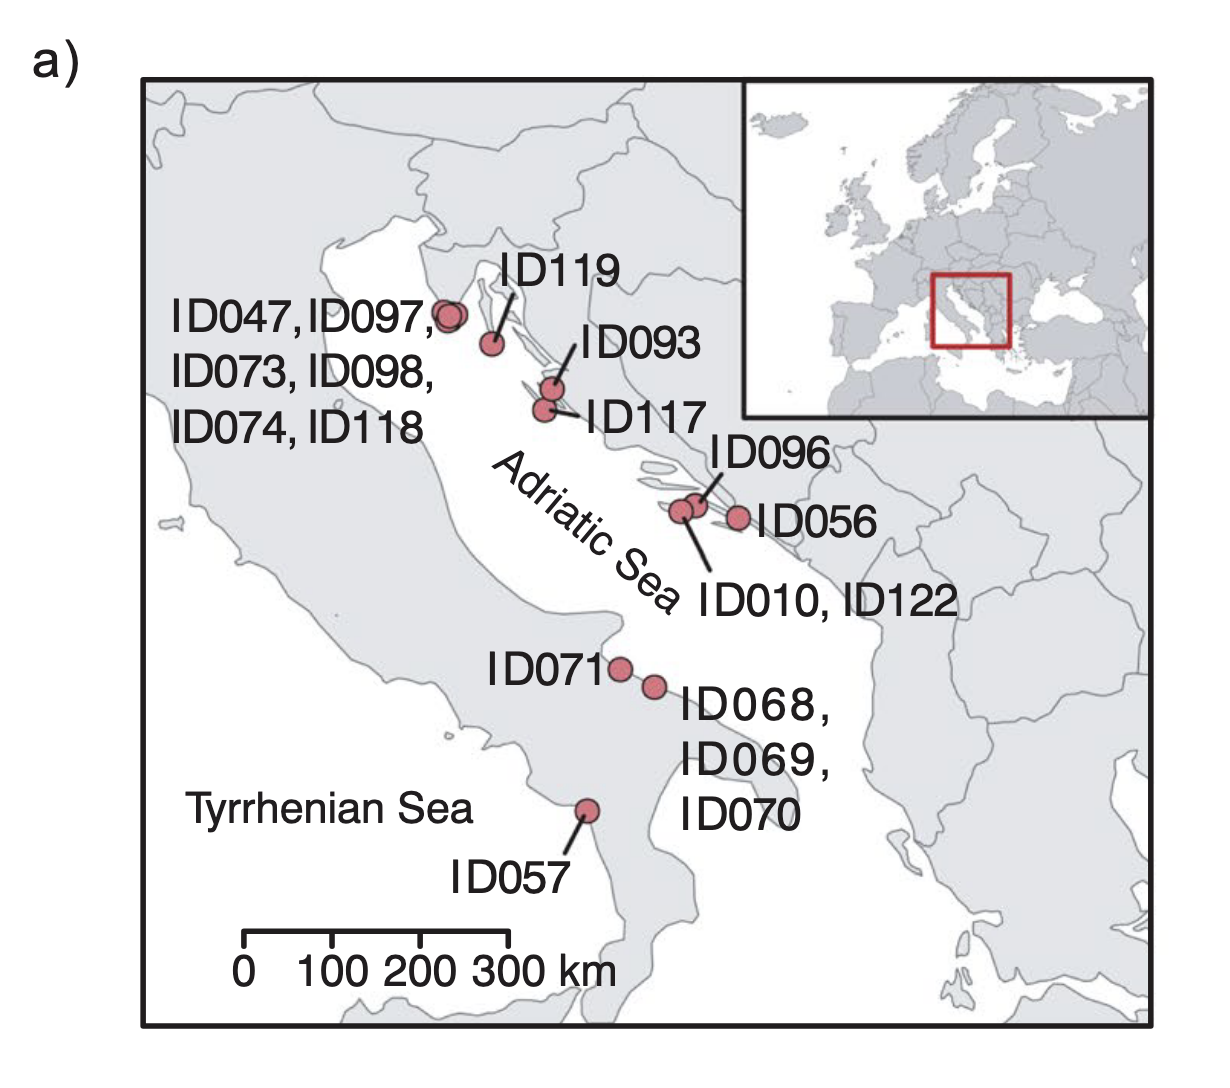 a)
ID119
ID047, ID097,
ID073, ID098,
ID074, ID118
ID093
ID117
ID096
Adriatic Sea
ID056
ID010, ID122
ID071
ID068,
ID069,
ID070
Tyrrhenian Sea
ID057
0 100 200 300 km